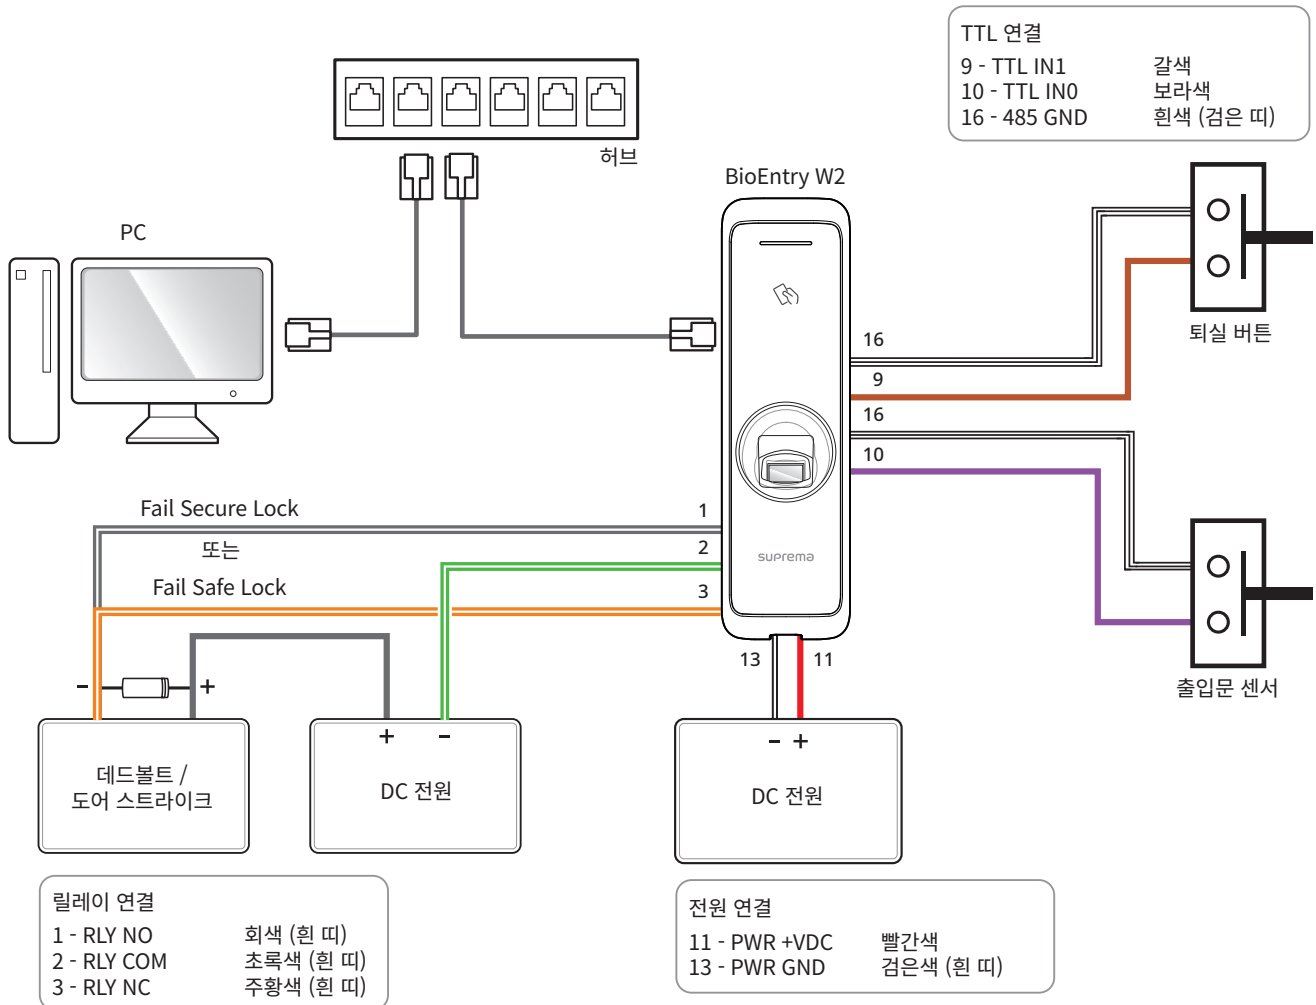 TTL 연결
9 - TTL IN1 갈색
10 - TTL IN0 보라색
16 - 485 GND 흰색 (검은 띠)
허브
BioEntry W2
PC
퇴실 버튼
16
9
16
10
Fail Secure Lock
1
또는
2
Fail Safe Lock
3
suprema
13
11
출입문 센서
- +
+ -
- +
데드볼트 /
도어 스트라이크
DC 전원
DC 전원
릴레이 연결
1 - RLY NO 회색 (흰 띠)
2 - RLY COM 초록색 (흰 띠)
3 - RLY NC 주황색 (흰 띠)
전원 연결
11 - PWR +VDC 빨간색
13 - PWR GND 검은색 (흰 띠)